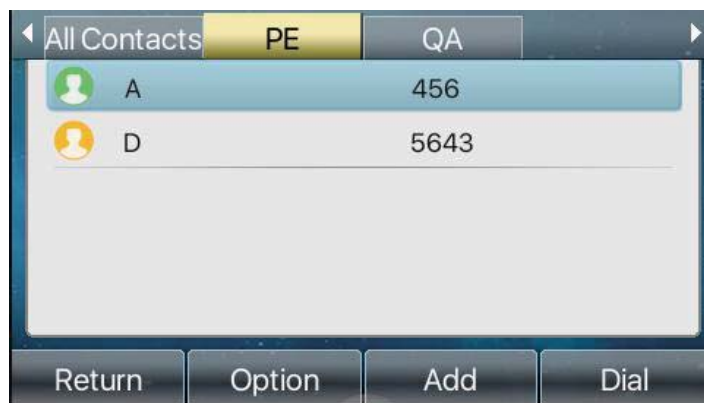 All Contacts PE QA
A 456
D 5643
Return Option Add Dial